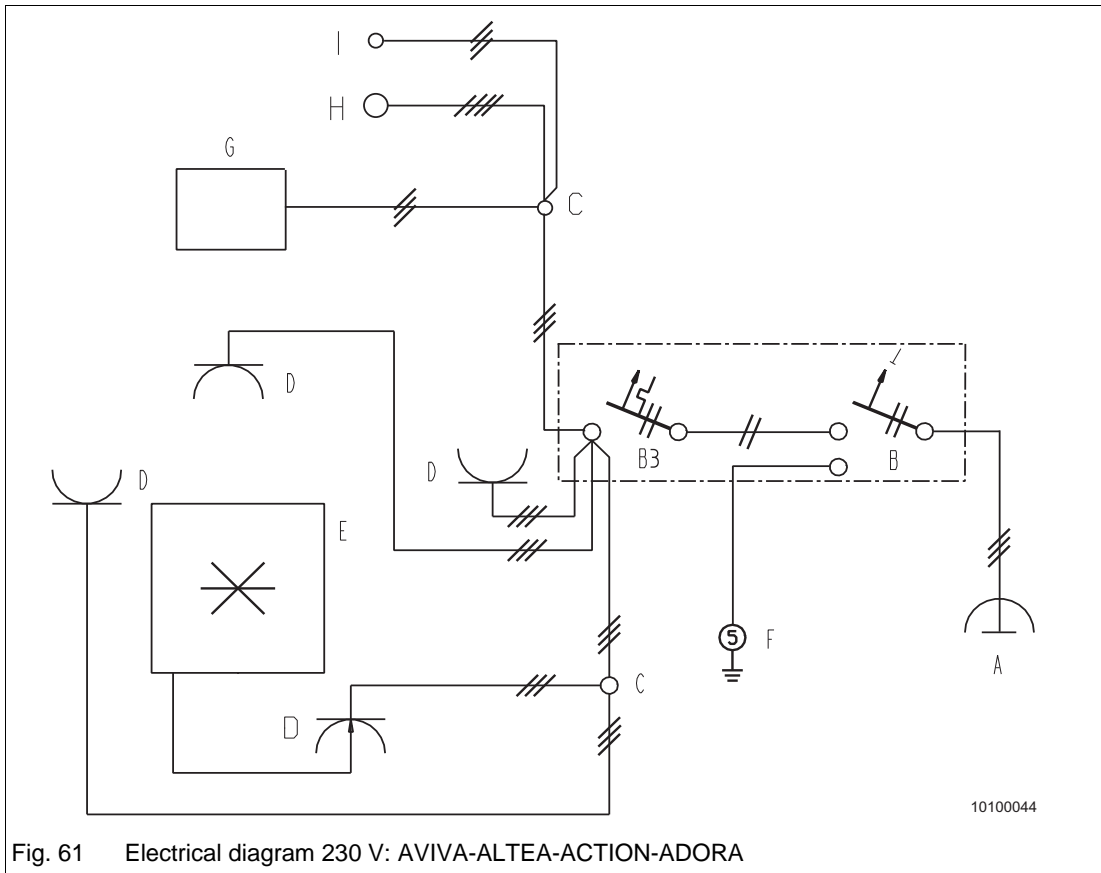 I
H
G
C
D
B3
B
D
D
E
5
F
A
C
D
10100044
Fig. 61 Electrical diagram 230 V: AVIVA-ALTEA-ACTION-ADORA